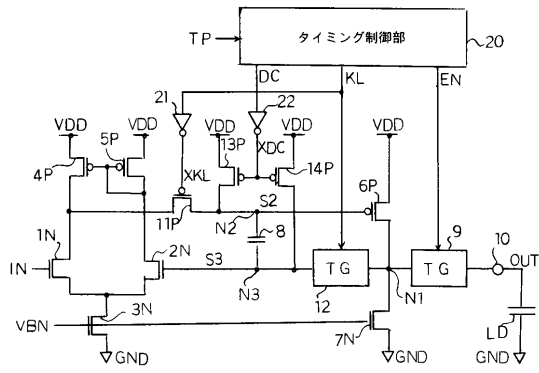 TP
タイミング制御部
20
DC
KL
EN
21
22
VDD
5P
VDD
VDD
13P
XDC
VDD
VDD
4P
XKL
14P
6P
S2
9
11P
N2
8
10
1N
2N
OUT
IN
S3
TG
TG
N3
12
N1
3N
VBN
7N
LD
GND
GND
GND